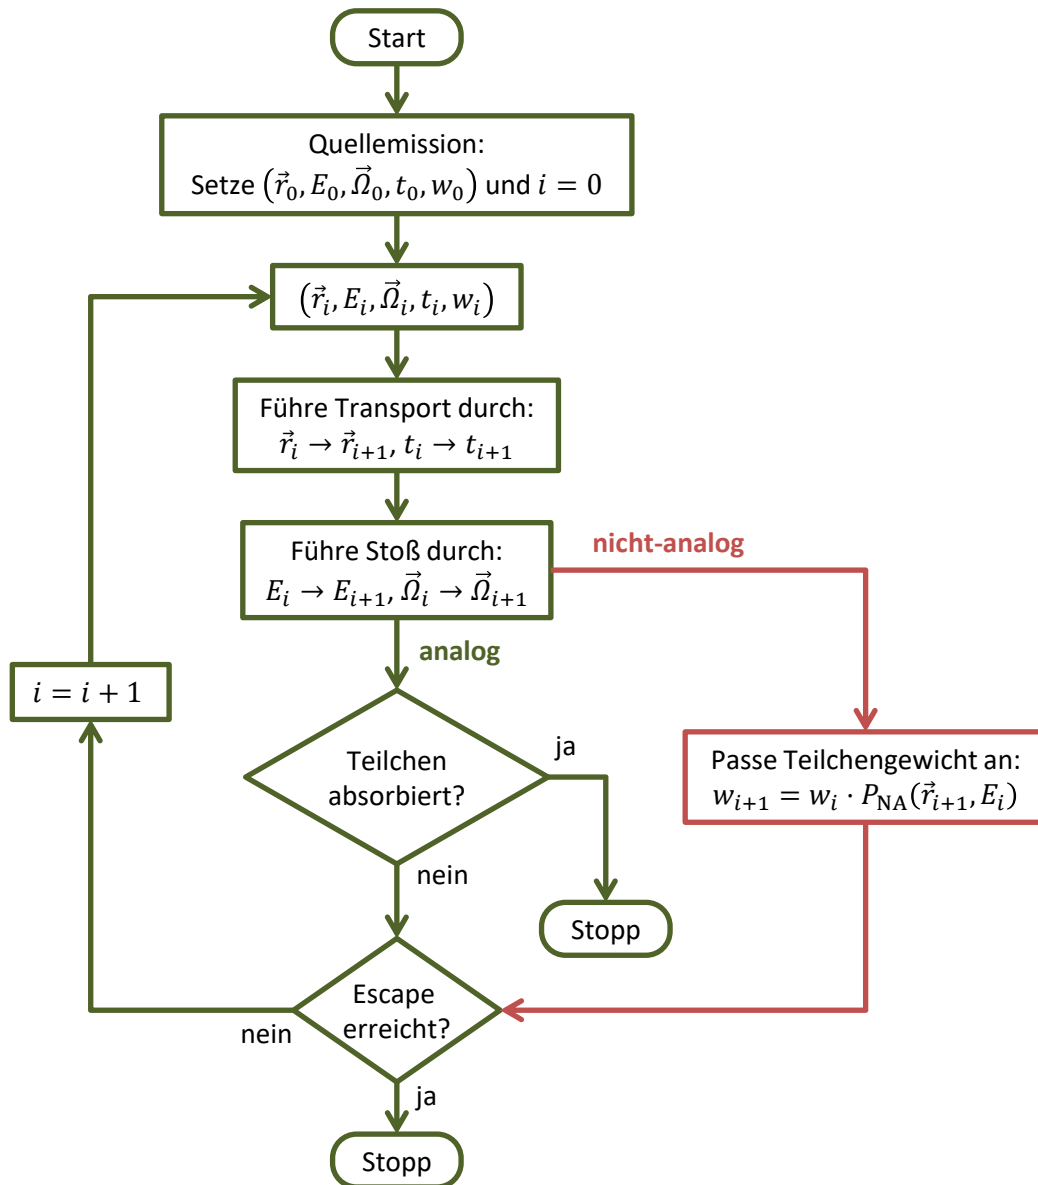 Start
Quellemission:
Setze (r⃗₀, E₀, Ω⃗₀, t₀, w₀) und i = 0
(r⃗ᵢ, Eᵢ, Ω⃗ᵢ, tᵢ, wᵢ)
Führe Transport durch:
r⃗ᵢ → r⃗ᵢ₊₁, tᵢ → tᵢ₊₁
Führe Stoß durch:
Eᵢ → Eᵢ₊₁, Ω⃗ᵢ → Ω⃗ᵢ₊₁
nicht-analog
analog
i = i + 1
Teilchen
absorbiert?
ja
Passe Teilchengewicht an:
wᵢ₊₁ = wᵢ · P_NA(r⃗ᵢ₊₁, Eᵢ)
nein
Stopp
Escape
erreicht?
nein
ja
Stopp